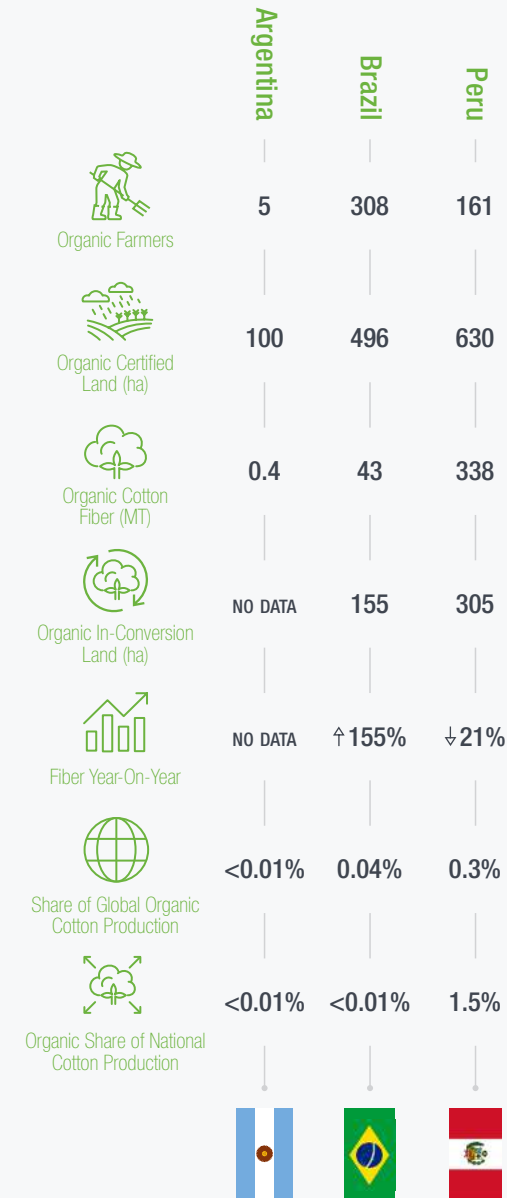 Argentina
Brazil
Peru
5
308
161
Organic Farmers
100
496
630
Organic Certified
Land (ha)
0.4
43
338
Organic Cotton
Fiber (MT)
NO DATA
155
305
Organic In-Conversion
Land (ha)
NO DATA
↑155%
↓21%
Fiber Year-On-Year
<0.01%
0.04%
0.3%
Share of Global Organic
Cotton Production
<0.01%
<0.01%
1.5%
Organic Share of National
Cotton Production